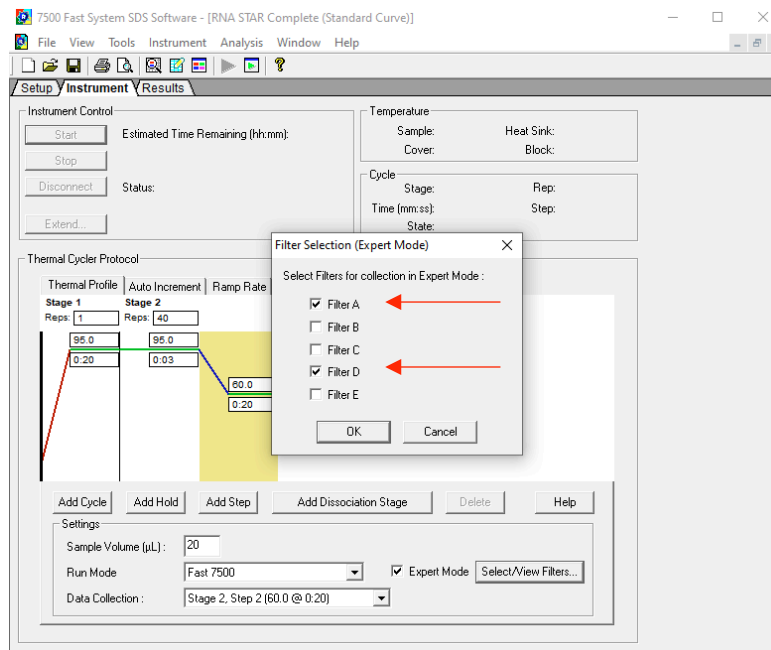 7500 Fast System SDS Software - [RNA STAR Complete (Standard Curve)]
File View Tools Instrument Analysis Window Help
Setup Instrument Results
Instrument Control
Start Estimated Time Remaining (hh:mm):
Stop
Disconnect Status:
Extend...
Temperature
Sample: Heat Sink:
Cover: Block:
Cycle
Stage: Rep:
Time (mm:ss): Step:
State:
Thermal Cycler Protocol
Thermal Profile Auto Increment Ramp Rate
Stage 1 Stage 2
Reps: 1 Reps: 40
95.0 95.0
0:20 0:03
60.0
0:20
Filter Selection (Expert Mode)
Select Filters for collection in Expert Mode :
Filter A
Filter B
Filter C
Filter D
Filter E
OK Cancel
Add Cycle Add Hold Add Step Add Dissociation Stage Delete Help
Settings
Sample Volume (µL) : 20
Run Mode Fast 7500 Expert Mode Select/View Filters...
Data Collection : Stage 2, Step 2 (60.0 @ 0:20)